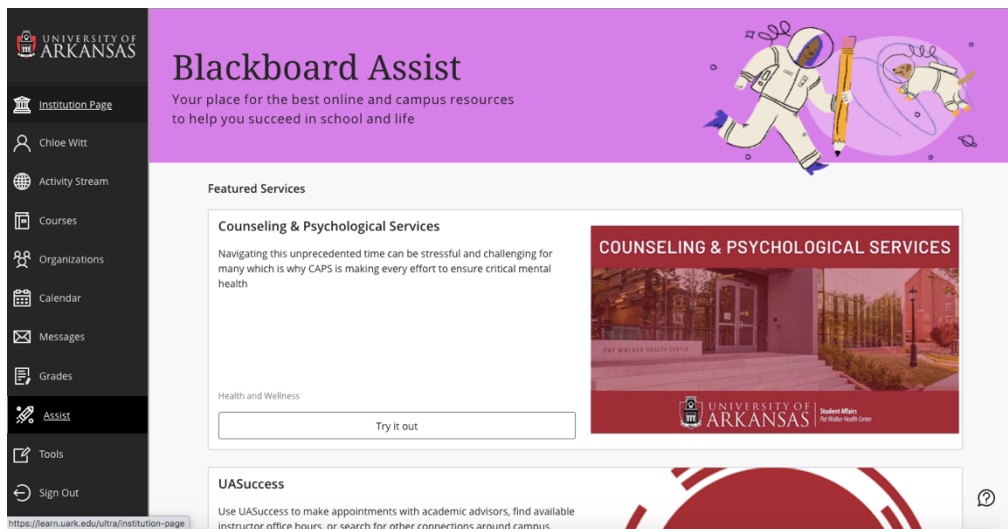 UNIVERSITY OF
ARKANSAS
Institution Page
Chloe Witt
Activity Stream
Courses
Organizations
Calendar
Messages
Grades
Assist
Tools
Sign Out
https://learn.uark.edu/ultra/institution-page
Blackboard Assist
Your place for the best online and campus resources
to help you succeed in school and life
Featured Services
Counseling & Psychological Services
Navigating this unprecedented time can be stressful and challenging for
many which is why CAPS is making every effort to ensure critical mental
health
Health and Wellness
Try it out
COUNSELING & PSYCHOLOGICAL SERVICES
PAT WALKER HEALTH CENTER
UNIVERSITY OF
ARKANSAS
Student Affairs
Pat Walker Health Center
UASuccess
Use UASuccess to make appointments with academic advisors, find available
instructor office hours, or search for other connections around campus.